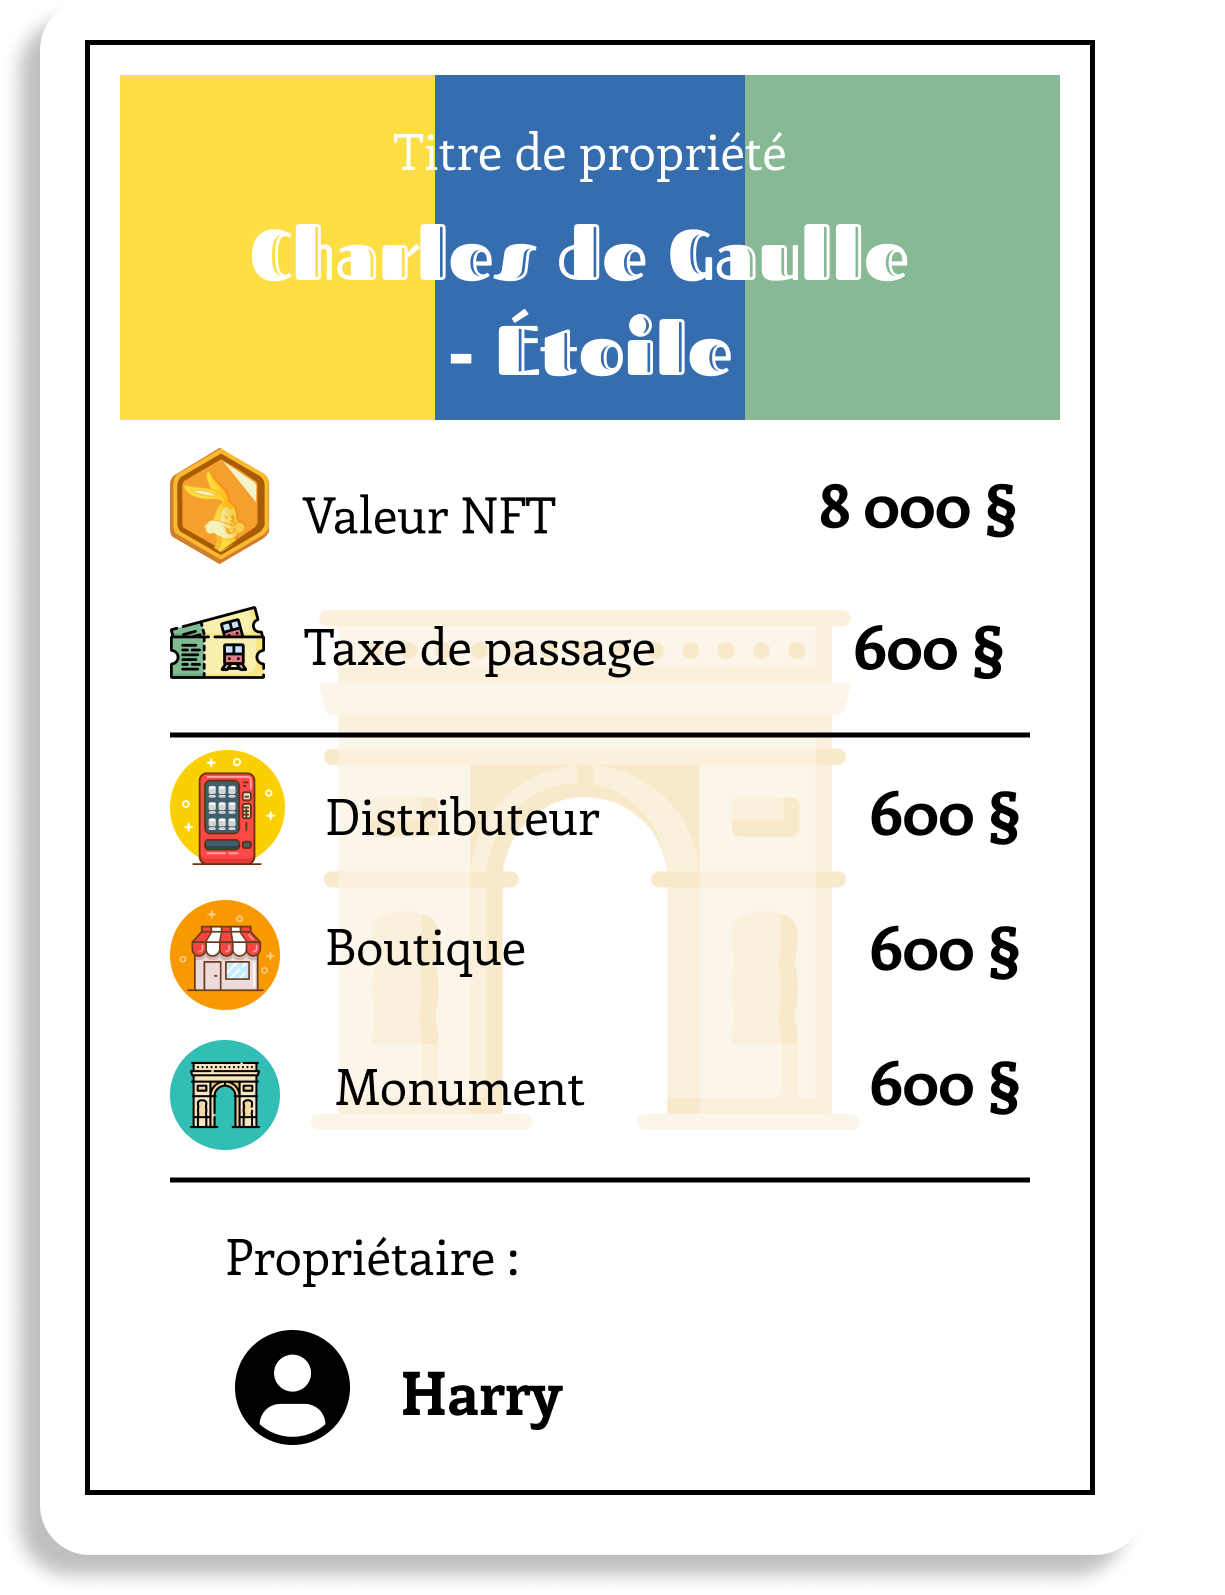 Titre de propriété
Charles de Gaulle
- Étoile
Valeur NFT 8 000 §
Taxe de passage 600 §
Distributeur 600 §
Boutique 600 §
Monument 600 §
Propriétaire :
Harry